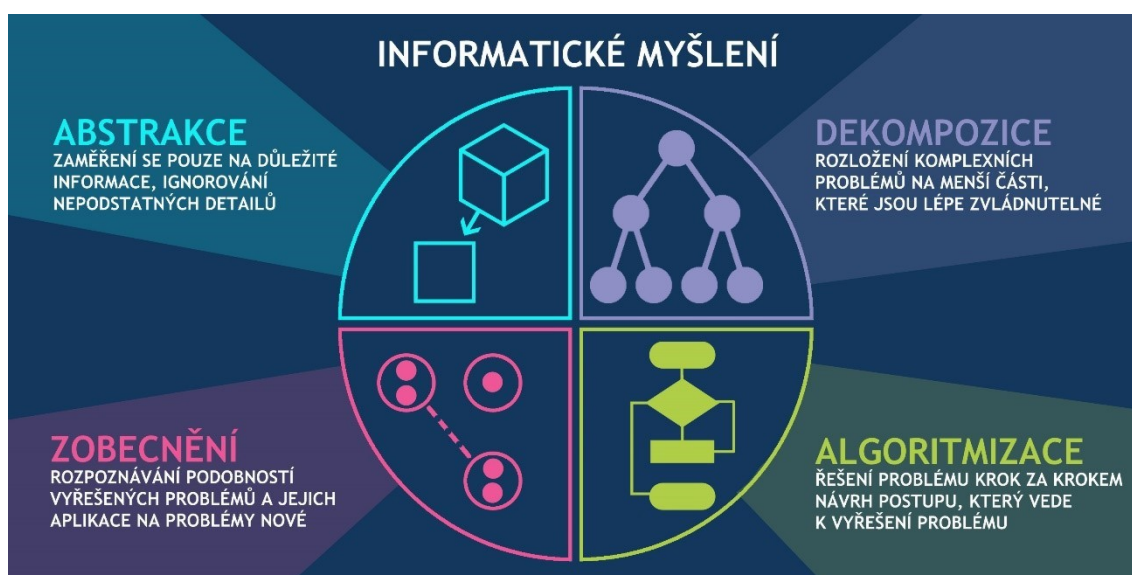 INFORMATICKÉ MYŠLENÍ
ABSTRAKCE
ZAMĚŘENÍ SE POUZE NA DŮLEŽITÉ
INFORMACE, IGNOROVÁNÍ
NEPODSTATNÝCH DETAILŮ
DEKOMPOZICE
ROZLOŽENÍ KOMPLEXNÍCH
PROBLÉMŮ NA MENŠÍ ČÁSTI,
KTERÉ JSOU LÉPE ZVLÁDNUTELNÉ
ZOBECNĚNÍ
ROZPOZNÁVÁNÍ PODOBNOSTÍ
VYŘEŠENÝCH PROBLÉMŮ A JEJICH
APLIKACE NA PROBLÉMY NOVÉ
ALGORITMIZACE
ŘEŠENÍ PROBLÉMU KROK ZA KROKEM
NÁVRH POSTUPU, KTERÝ VEDE
K VYŘEŠENÍ PROBLÉMU